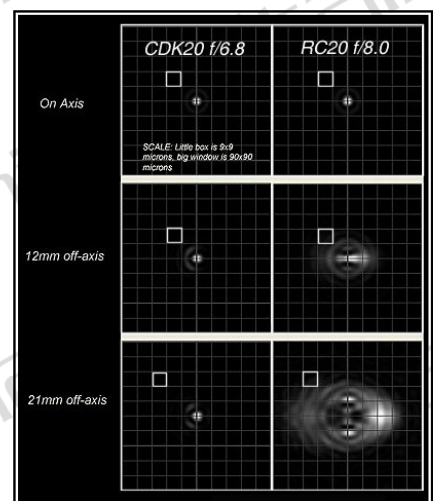 CDK20 f/6.8
RC20 f/8.0
On Axis
SCALE: Little box is 9x9
microns, big window is 90x90
microns
12mm off-axis
21mm off-axis